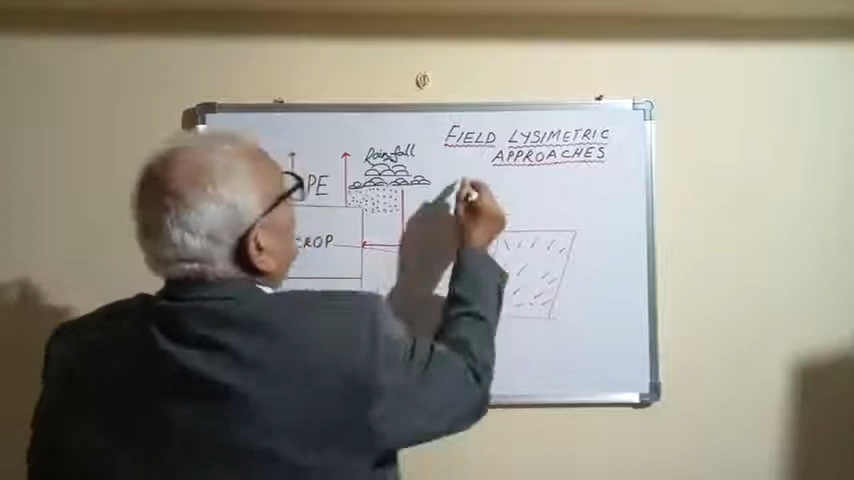 FIELD LYSIMETRIC
APPROACHES
Rainfall
PE
CROP